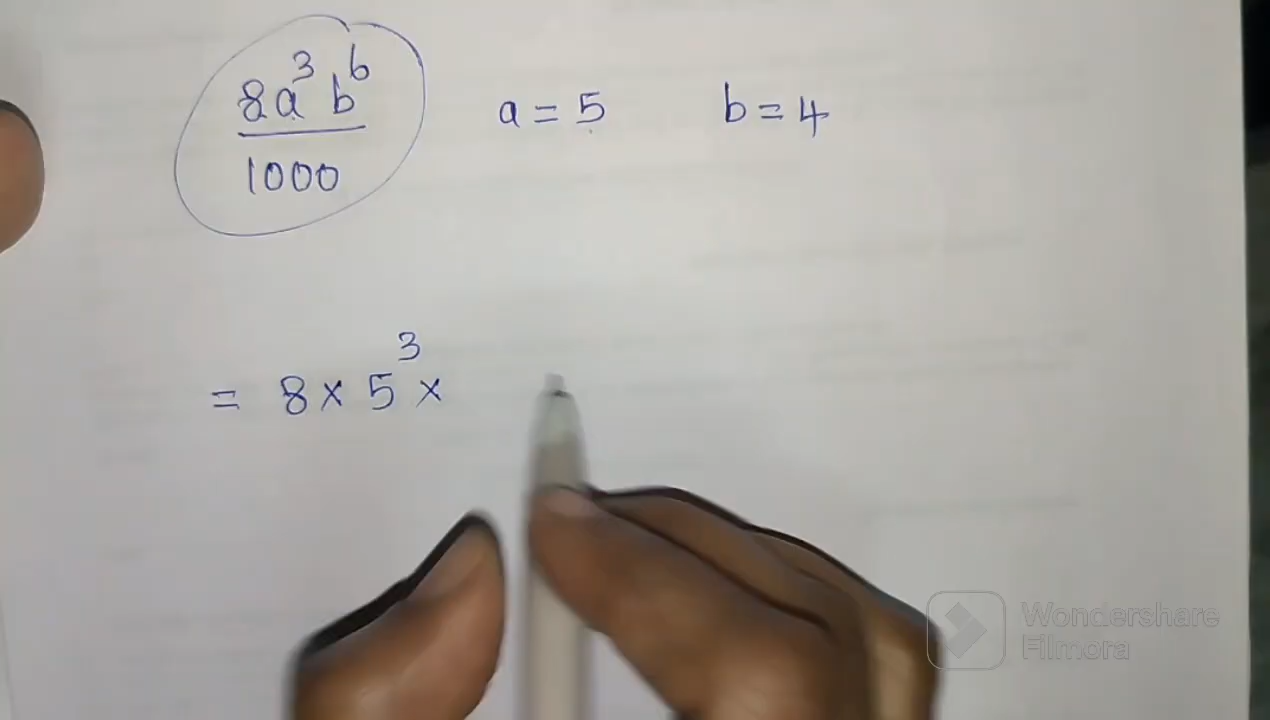 8a³b⁶
1000
a = 5 b = 4
= 8 × 5³ ×
Wondershare
Filmora